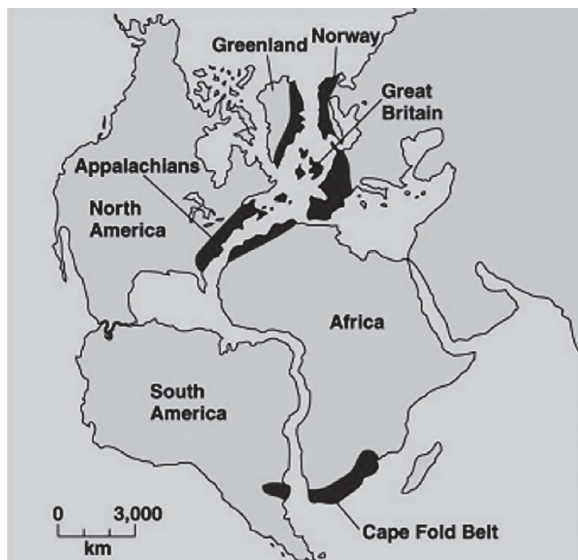 Greenland
Norway
Great
Britain
Appalachians
North
America
Africa
South
America
0 3,000
km
Cape Fold Belt